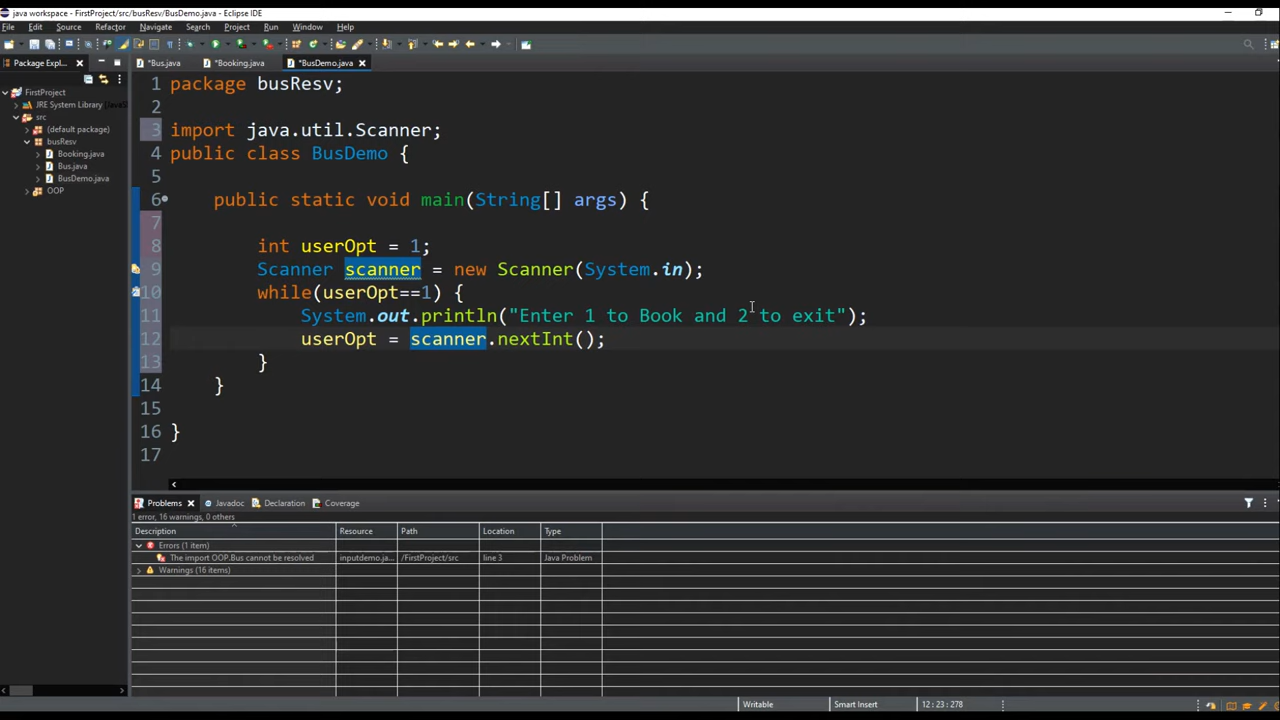 java workspace - FirstProject/src/busResv/BusDemo.java - Eclipse IDE
File Edit Source Refactor Navigate Search Project Run Window Help
Package Expl...
*Bus.java *Booking.java *BusDemo.java
FirstProject
JRE System Library
src
(default package)
busResv
Booking.java
Bus.java
BusDemo.java
OOP
1 package busResv;
2
3 import java.util.Scanner;
4 public class BusDemo {
5
6 public static void main(String[] args) {
7
8 int userOpt = 1;
9 Scanner scanner = new Scanner(System.in);
10 while(userOpt==1) {
11 System.out.println("Enter 1 to Book and 2 to exit");
12 userOpt = scanner.nextInt();
13 }
14 }
15
16 }
17
Problems Javadoc Declaration Coverage
1 error, 16 warnings, 0 others
Description Resource Path Location Type
Errors (1 item)
The import OOP.Bus cannot be resolved inputdemo.ja... /FirstProject/src line 3 Java Problem
Warnings (16 items)
Writable Smart Insert 12 : 23 : 278